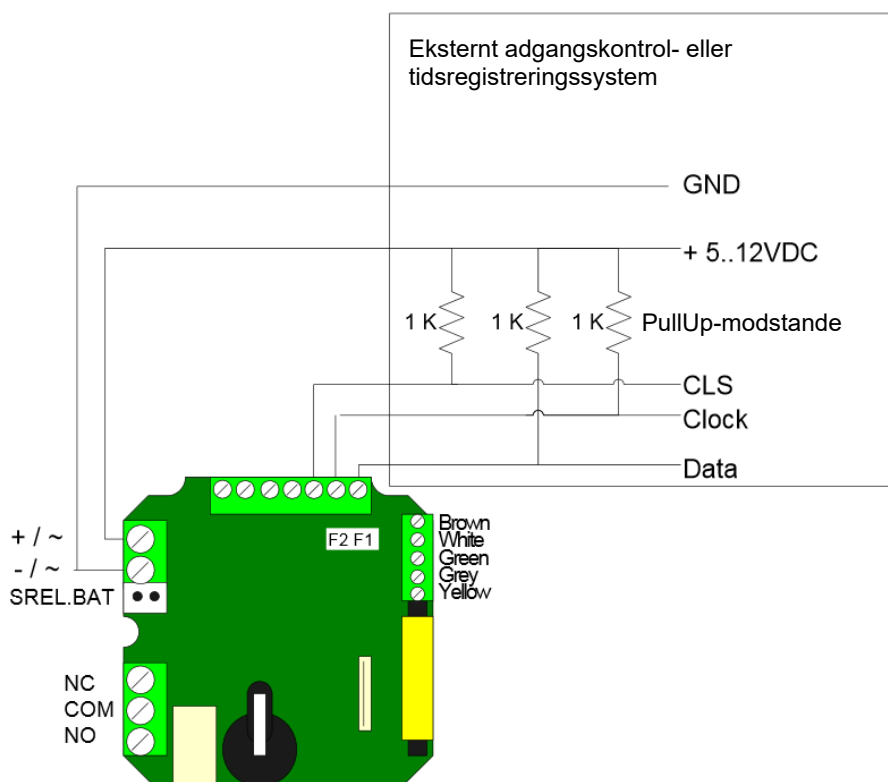 Eksternt adgangskontrol- eller
tidsregistreringssystem
GND
+ 5..12VDC
1 K 1 K 1 K PullUp-modstande
CLS
Clock
Data
+ / ~
- / ~
SREL.BAT
F2 F1
Brown
White
Green
Grey
Yellow
NC
COM
NO